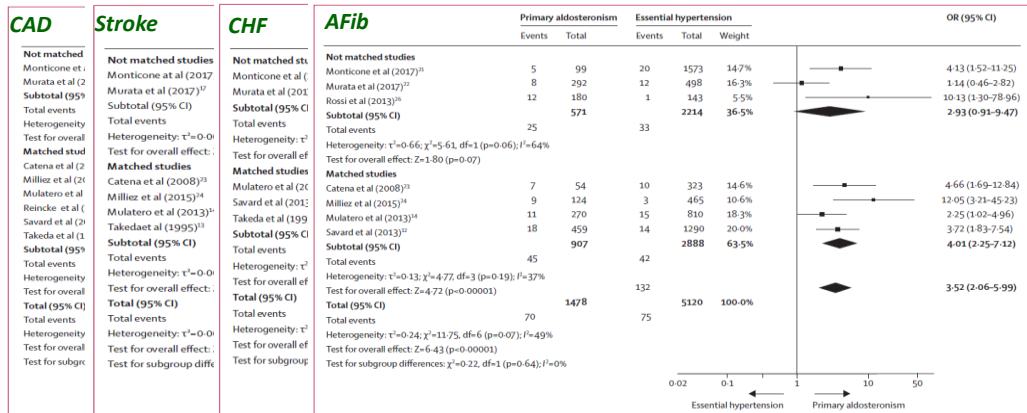 CAD
Not matched
Monticone et
Murata et al
Subtotal (95%
Total events
Heterogeneity
Test for overall
Matched stud
Catena et al (2
Milliez et al (2
Mulatero et al
Reincke et al (
Savard et al (20
Takeda et al (1
Subtotal (95%
Total events
Heterogeneity
Test for overall
Total (95% CI)
Total events
Heterogeneity
Test for overall
Test for subgro
Stroke
Not matched studies
Monticone at al (2017
Murata et al (2017)¹⁷
Subtotal (95% CI)
Total events
Heterogeneity: τ²=0·0
Test for overall effect:
Matched studies
Catena et al (2008)²³
Milliez et al (2015)²⁴
Mulatero et al (2013)¹⁴
Takedaet al (1995)¹³
Subtotal (95% CI)
Total events
Heterogeneity: τ²=0·0
Test for overall effect:
Total (95% CI)
Total events
Heterogeneity: τ²=0·0
Test for overall effect:
Test for subgroup diffe
CHF
Not matched stu
Monticone et al (
Murata et al (201
Subtotal (95% CI
Total events
Heterogeneity: τ²
Test for overall ef
Matched studies
Mulatero et al (20
Savard et al (2013
Takeda et al (199
Subtotal (95% CI
Total events
Heterogeneity: τ²
Test for overall ef
Total (95% CI)
Total events
Heterogeneity: τ²
Test for overall ef
Test for subgroup
AFib
Primary aldosteronism Essential hypertension OR (95% CI)
Events Total Events Total Weight
Not matched studies
Monticone et al (2017)²¹ 5 99 20 1573 14·7% 4·13 (1·52–11·25)
Murata et al (2017)²² 8 292 12 498 16·3% 1·14 (0·46–2·82)
Rossi et al (2013)²⁶ 12 180 1 143 5·5% 10·13 (1·30–78·96)
Subtotal (95% CI) 571 2214 36·5% 2·93 (0·91–9·47)
Total events 25 33
Heterogeneity: τ²=0·66; χ²=5·61, df=1 (p=0·06); I²=64%
Test for overall effect: Z=1·80 (p=0·07)
Matched studies
Catena et al (2008)²³ 7 54 10 323 14·6% 4·66 (1·69–12·84)
Milliez et al (2015)²⁴ 9 124 3 465 12·05 (3·21–45·23)
Mulatero et al (2013)¹⁴ 11 270 15 810 18·3% 2·25 (1·02–4·96)
Savard et al (2013)¹² 18 459 14 1290 20·0% 3·72 (1·83–7·54)
Subtotal (95% CI) 907 2888 63·5% 4·01 (2·25–7·12)
Total events 45 42
Heterogeneity: τ²=0·13; χ²=4·77, df=3 (p=0·19); I²=37%
Test for overall effect: Z=4·72 (p<0·00001) 132 3·52 (2·06–5·99)
Total (95% CI) 1478 5120 100·0%
Total events 70 75
Heterogeneity: τ²=0·24; χ²=11·75, df=6 (p=0·07); I²=49%
Test for overall effect: Z=6·43 (p<0·00001)
Test for subgroup differences: χ²=0·22, df=1 (p=0·64); I²=0%
0·02 0·1 1 10 50
Essential hypertension Primary aldosteronism